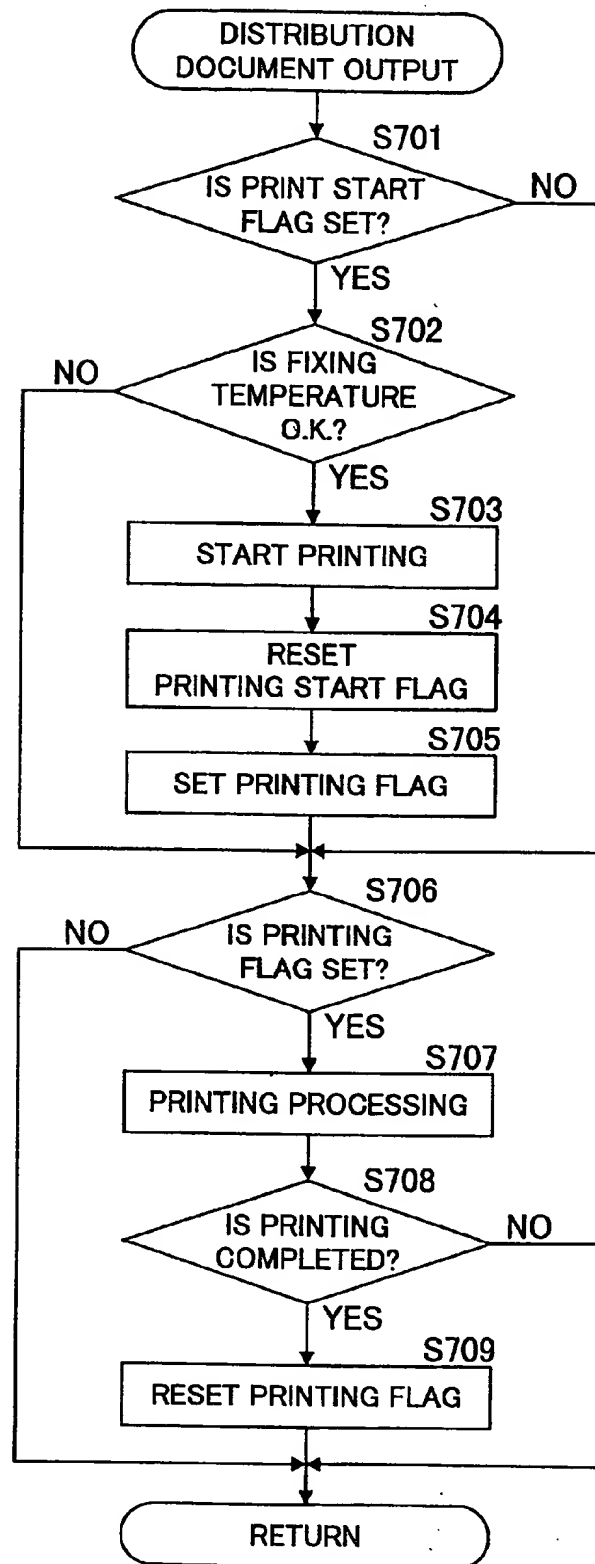 DISTRIBUTION
DOCUMENT OUTPUT
S701
IS PRINT START
FLAG SET?
NO
YES
S702
NO
IS FIXING
TEMPERATURE
O.K.?
YES
S703
START PRINTING
S704
RESET
PRINTING START FLAG
S705
SET PRINTING FLAG
S706
NO
IS PRINTING
FLAG SET?
YES
S707
PRINTING PROCESSING
S708
IS PRINTING
COMPLETED?
NO
YES
S709
RESET PRINTING FLAG
RETURN